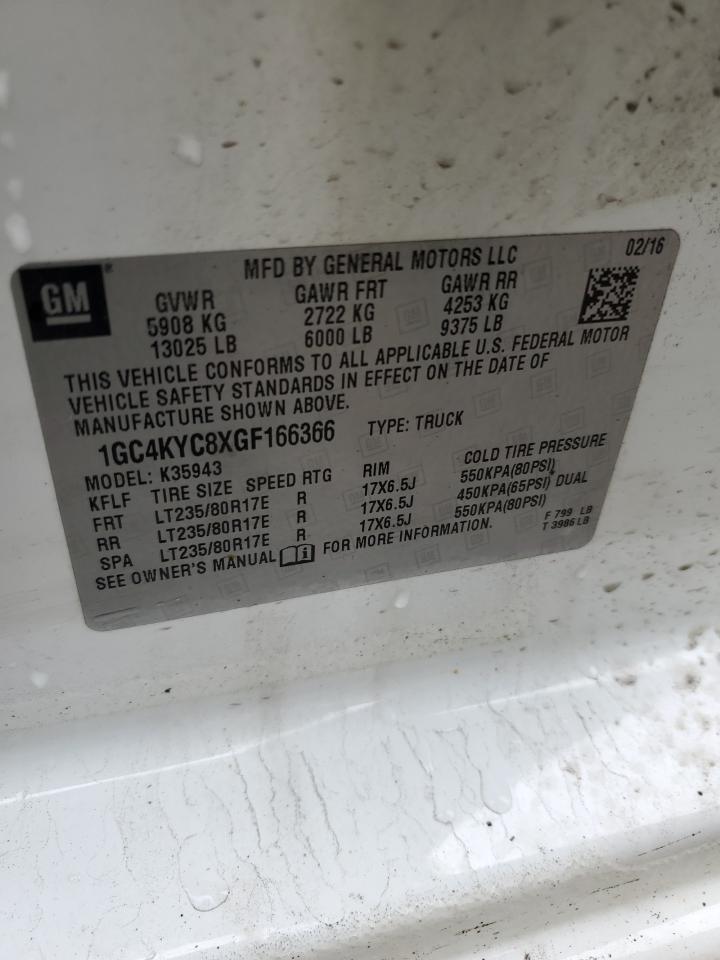 GM®
MFD BY GENERAL MOTORS LLC 02/16
GVWR GAWR FRT GAWR RR
5908 KG 2722 KG 4253 KG
13025 LB 6000 LB 9375 LB
THIS VEHICLE CONFORMS TO ALL APPLICABLE U.S. FEDERAL MOTOR
VEHICLE SAFETY STANDARDS IN EFFECT ON THE DATE OF
MANUFACTURE SHOWN ABOVE.
1GC4KYC8XGF166366 TYPE: TRUCK
MODEL: K35943
KFLF TIRE SIZE SPEED RTG RIM COLD TIRE PRESSURE
FRT LT235/80R17E R 17X6.5J 550KPA(80PSI)
RR LT235/80R17E R 17X6.5J 450KPA(65PSI) DUAL
SPA LT235/80R17E R 17X6.5J 550KPA(80PSI)
SEE OWNER'S MANUAL FOR MORE INFORMATION.
F 799 LB
T 3986 LB